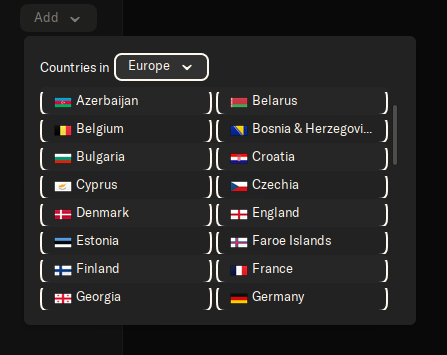 Add
Countries in Europe
Azerbaijan Belarus
Belgium Bosnia & Herzegovi...
Bulgaria Croatia
Cyprus Czechia
Denmark England
Estonia Faroe Islands
Finland France
Georgia Germany